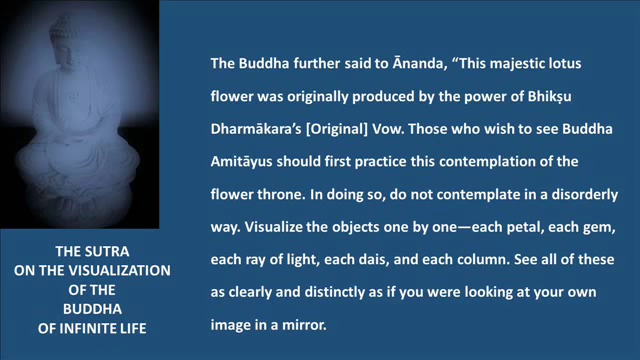 The Buddha further said to Ānanda, “This majestic lotus
flower was originally produced by the power of Bhikṣu
Dharmākara’s [Original] Vow. Those who wish to see Buddha
Amitāyus should first practice this contemplation of the
flower throne. In doing so, do not contemplate in a disorderly
way. Visualize the objects one by one—each petal, each gem,
each ray of light, each dais, and each column. See all of these
as clearly and distinctly as if you were looking at your own
image in a mirror.
THE SUTRA
ON THE VISUALIZATION
OF THE
BUDDHA
OF INFINITE LIFE